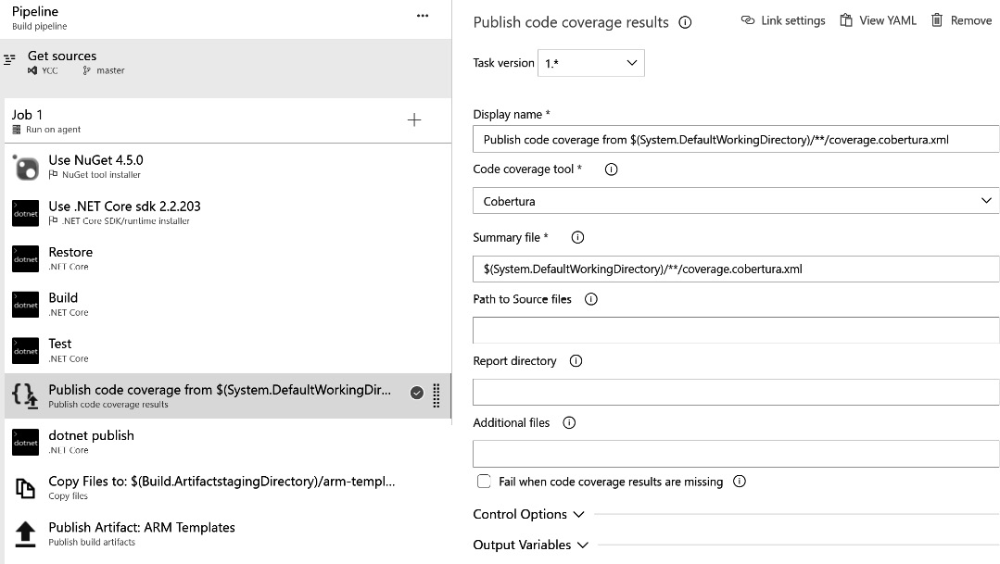 Pipeline
Build pipeline
...
Get sources
YCC master
Job 1
Run on agent
Use NuGet 4.5.0
NuGet tool installer
dotnet
Use .NET Core sdk 2.2.203
.NET Core SDK/runtime installer
dotnet
Restore
.NET Core
dotnet
Build
.NET Core
dotnet
Test
.NET Core
Publish code coverage from $(System.DefaultWorkingDir...
Publish code coverage results
dotnet
dotnet publish
.NET Core
Copy Files to: $(Build.ArtifactstagingDirectory)/arm-templ...
Copy files
Publish Artifact: ARM Templates
Publish build artifacts
Publish code coverage results
Link settings
View YAML
Remove
Task version 1.*
Display name *
Publish code coverage from $(System.DefaultWorkingDirectory)/**/coverage.cobertura.xml
Code coverage tool *
Cobertura
Summary file *
$(System.DefaultWorkingDirectory)/**/coverage.cobertura.xml
Path to Source files
Report directory
Additional files
Fail when code coverage results are missing
Control Options
Output Variables